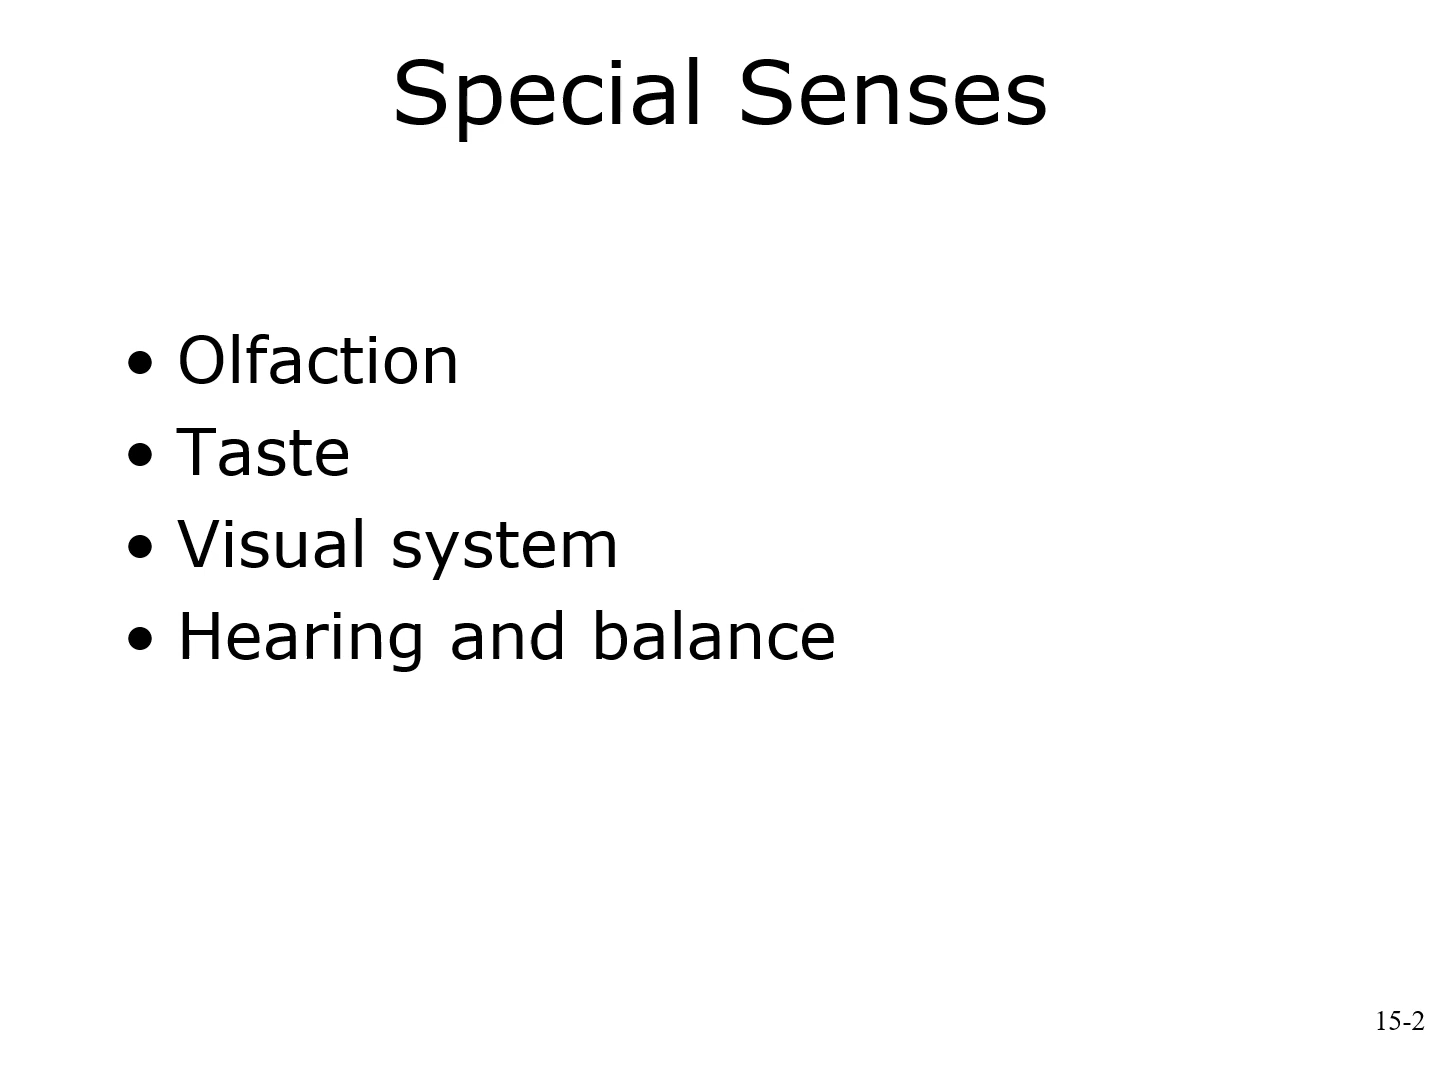 Special Senses
• Olfaction
• Taste
• Visual system
• Hearing and balance
15-2